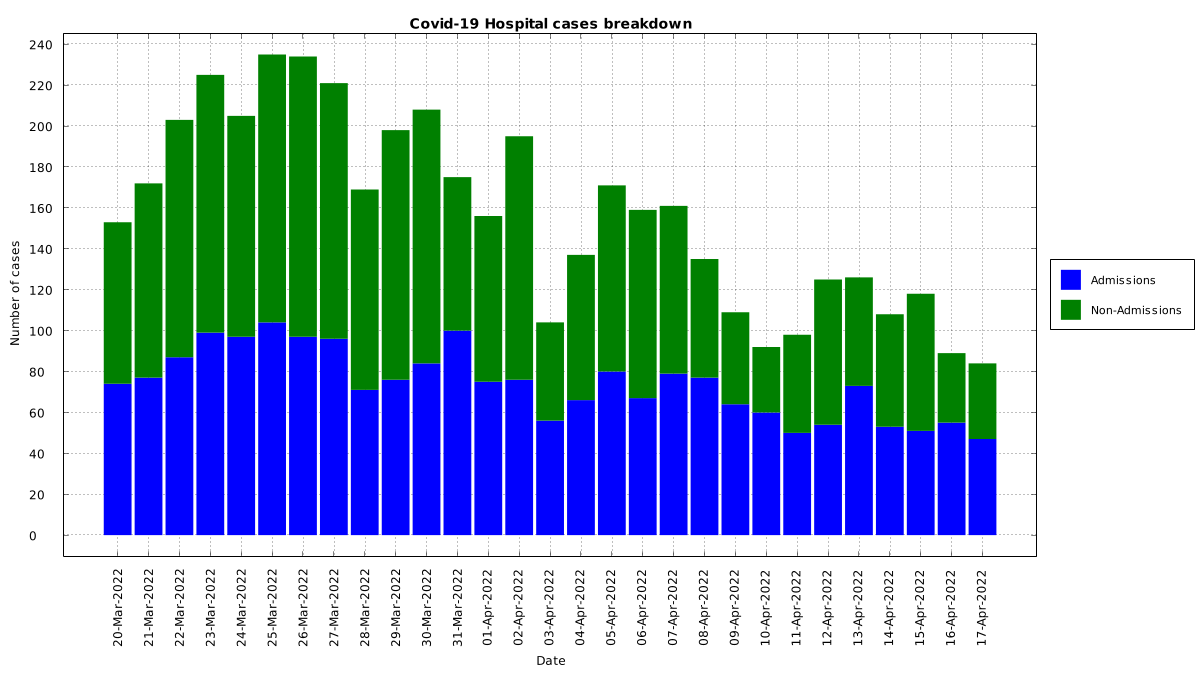 Covid-19 Hospital cases breakdown
Number of cases
240
220
200
180
160
140
120
100
80
60
40
20
0
20-Mar-2022
21-Mar-2022
22-Mar-2022
23-Mar-2022
24-Mar-2022
25-Mar-2022
26-Mar-2022
27-Mar-2022
28-Mar-2022
29-Mar-2022
30-Mar-2022
31-Mar-2022
01-Apr-2022
02-Apr-2022
03-Apr-2022
04-Apr-2022
05-Apr-2022
06-Apr-2022
07-Apr-2022
08-Apr-2022
09-Apr-2022
10-Apr-2022
11-Apr-2022
12-Apr-2022
13-Apr-2022
14-Apr-2022
15-Apr-2022
16-Apr-2022
17-Apr-2022
Date
Admissions
Non-Admissions